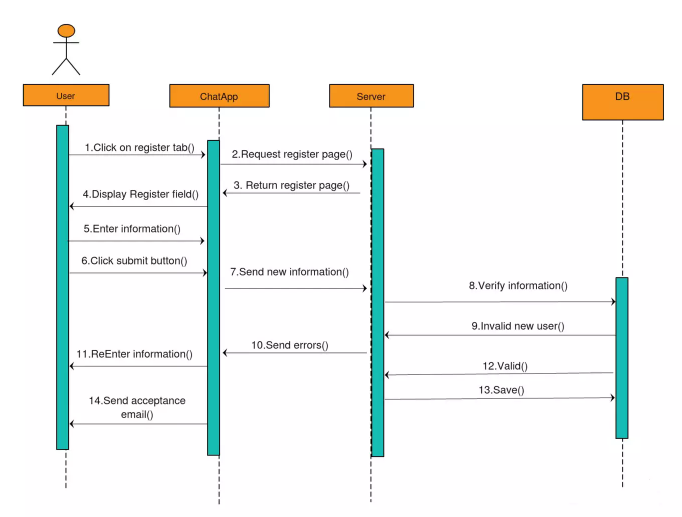 User
ChatApp
Server
DB
1.Click on register tab()
2.Request register page()
3. Return register page()
4.Display Register field()
5.Enter information()
6.Click submit button()
7.Send new information()
8.Verify information()
9.Invalid new user()
10.Send errors()
11.ReEnter information()
12.Valid()
13.Save()
14.Send acceptance
email()